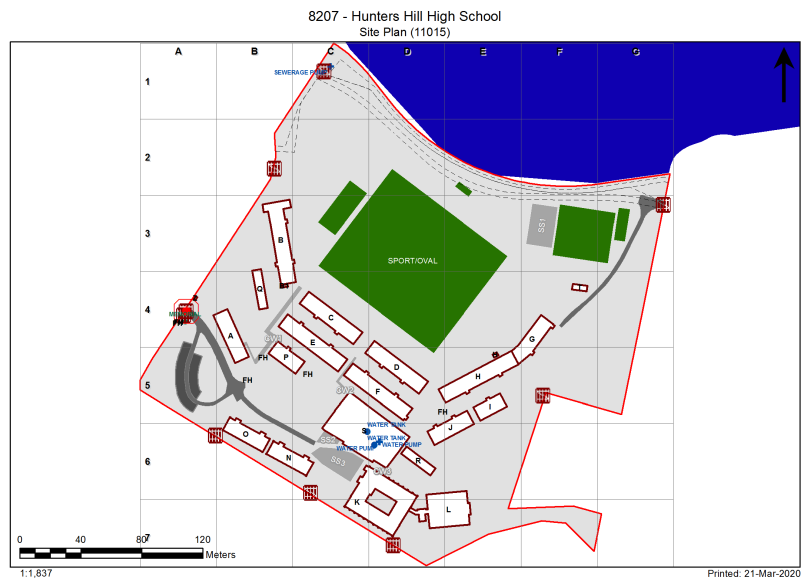 8207 - Hunters Hill High School
Site Plan (11015)
A B C D E F G
1
SEWERAGE
2
3
B
SS1
SPORT/OVAL
Q
4
C
FH
A
E
G
FH P
FH
D
H
5
FH
F
FH
I
J
O
S
WATER TANK
WATER TANK
WATER PUMP
WATER PUMP
SS2
SS3
N
6
R
K
L
7
0 40 80 120
Meters
1:1,837
Printed: 21-Mar-2020